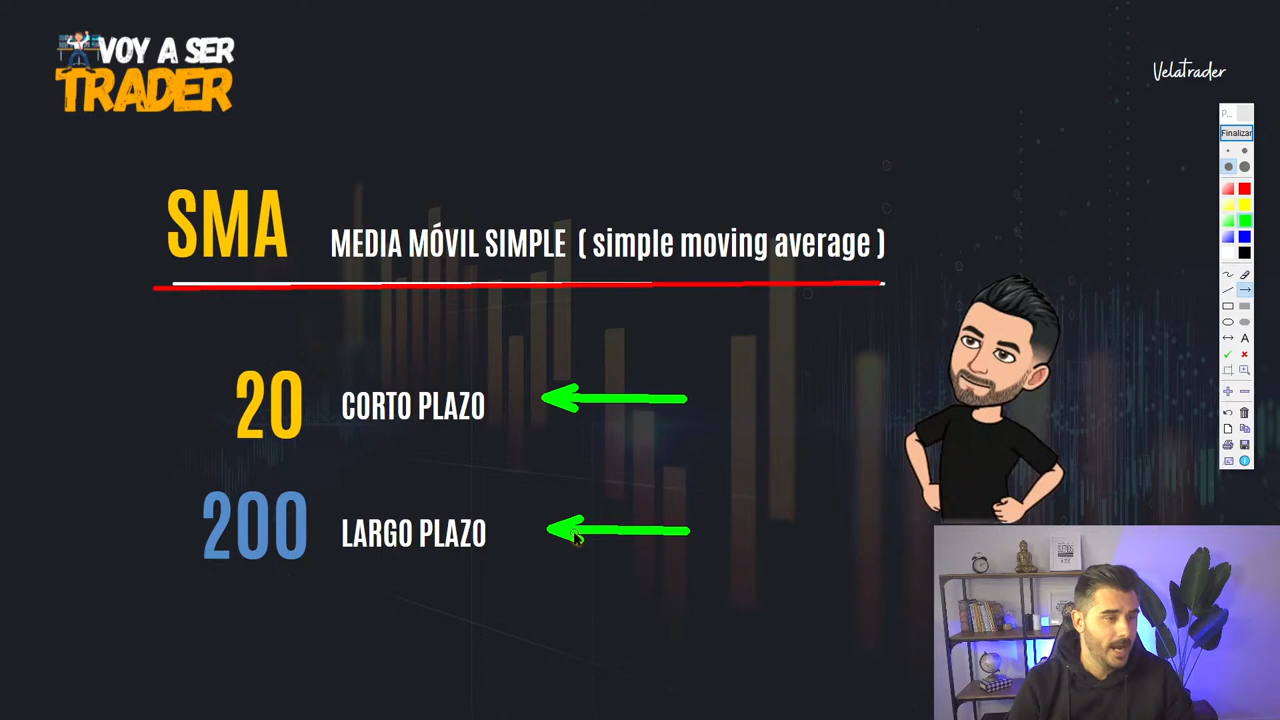 VOY A SER
TRADER
Velatrader
P...
Finalizar
SMA MEDIA MÓVIL SIMPLE ( simple moving average )
20 CORTO PLAZO
200 LARGO PLAZO
A